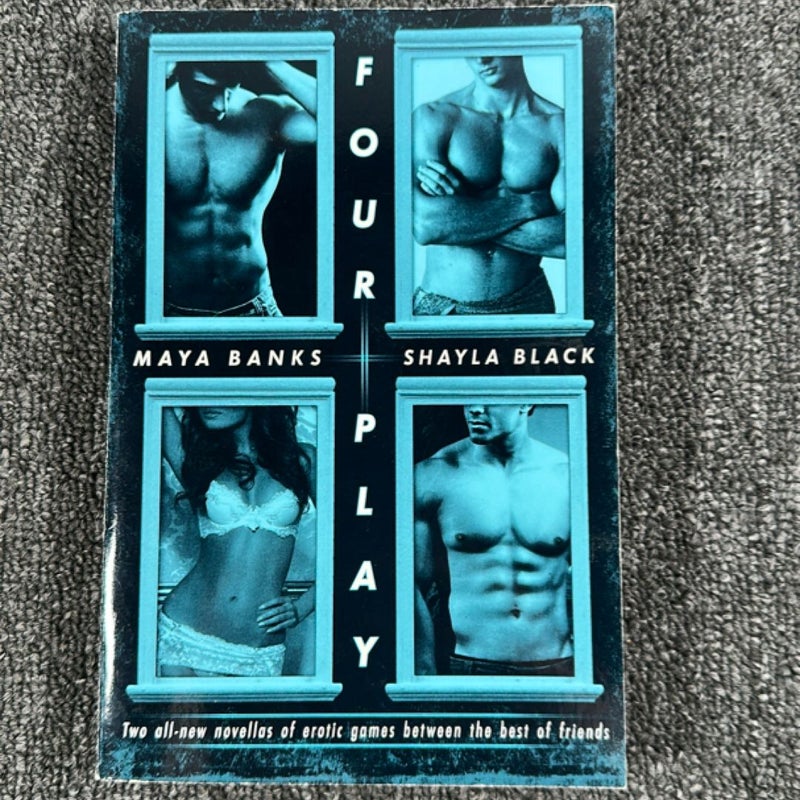 FOUR PLAY
MAYA BANKS
SHAYLA BLACK
Two all-new novellas of erotic games between the best of friends